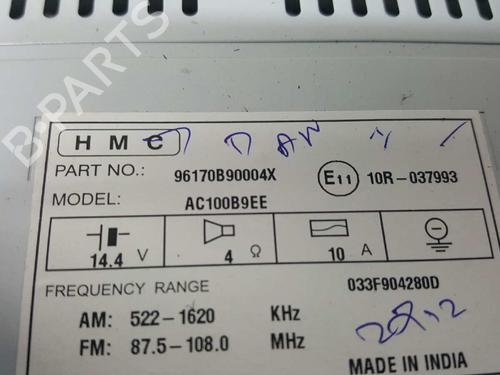 B-PARTS
HMC
PART NO.: 96170B90004X E11 10R-037993
MODEL: AC100B9EE
14.4 V 4 Ω 10 A
FREQUENCY RANGE 033F904280D
AM: 522-1620 KHz
FM: 87.5-108.0 MHz
MADE IN INDIA